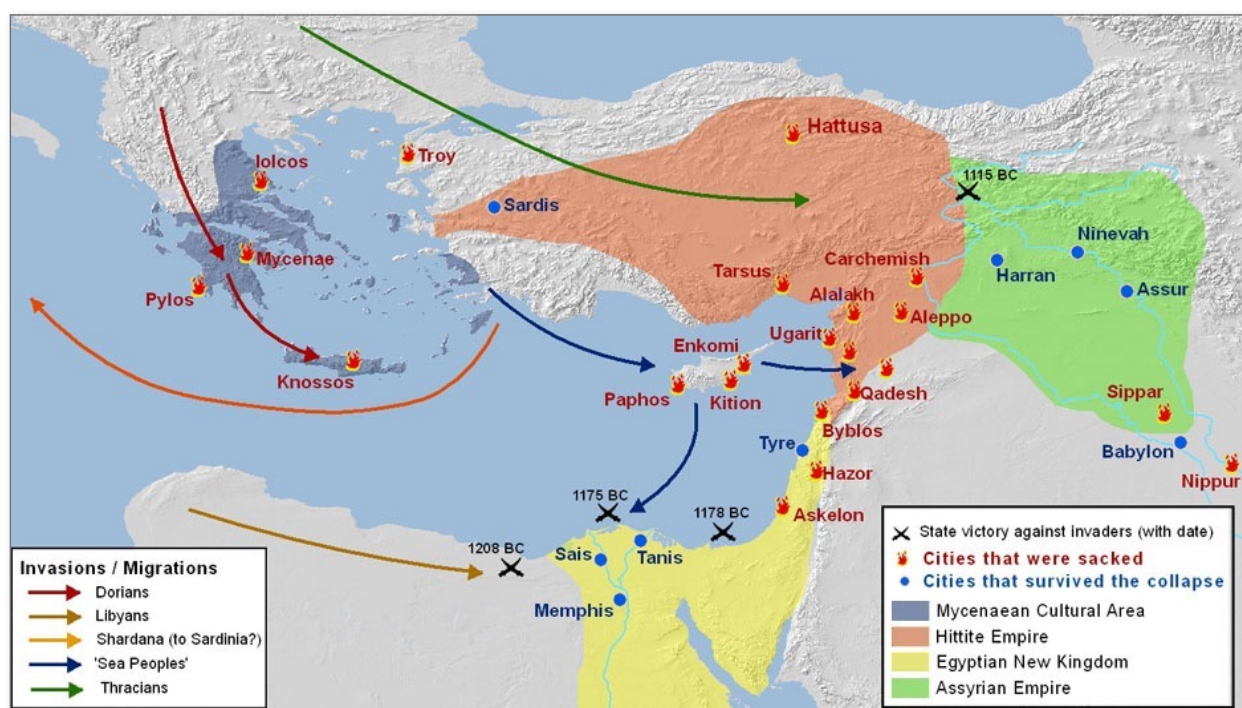 Hattusa
Iolcos
Troy
1115 BC
Sardis
Ninevah
Mycenae
Carchemish
Harran
Tarsus
Pylos
Assur
Alalakh
Aleppo
Ugarit
Enkomi
Knossos
Qadesh
Paphos
Kition
Sippar
Byblos
Tyre
Babylon
Hazor
Nippur
1175 BC
1178 BC
Askelon
1208 BC
Sais
Tanis
Memphis
Invasions / Migrations
Dorians
Libyans
Shardana (to Sardinia?)
'Sea Peoples'
Thracians
State victory against invaders (with date)
Cities that were sacked
Cities that survived the collapse
Mycenaean Cultural Area
Hittite Empire
Egyptian New Kingdom
Assyrian Empire